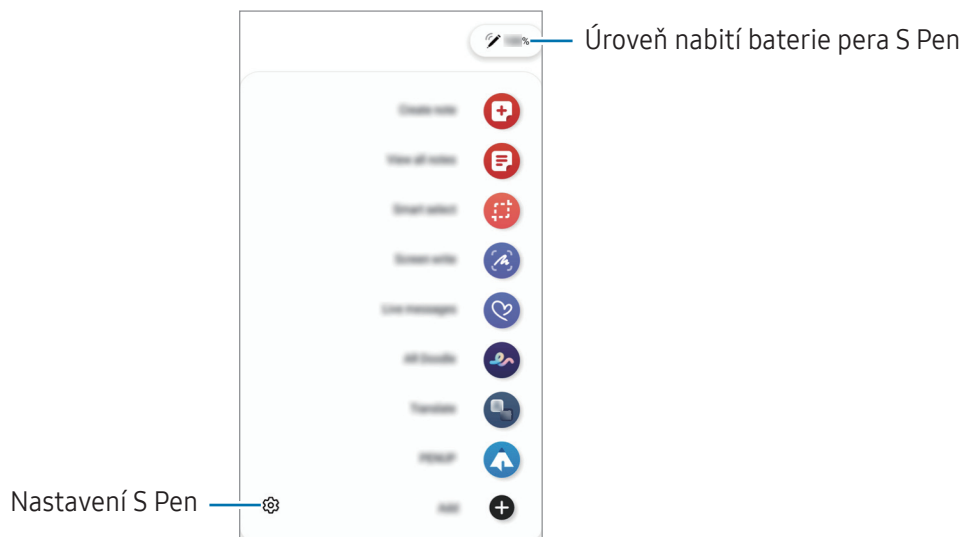 %
Úroveň nabití baterie pera S Pen
Create note
View all notes
Smart select
Screen write
Live messages
AR Doodle
Translate
PENUP
Add
Nastavení S Pen